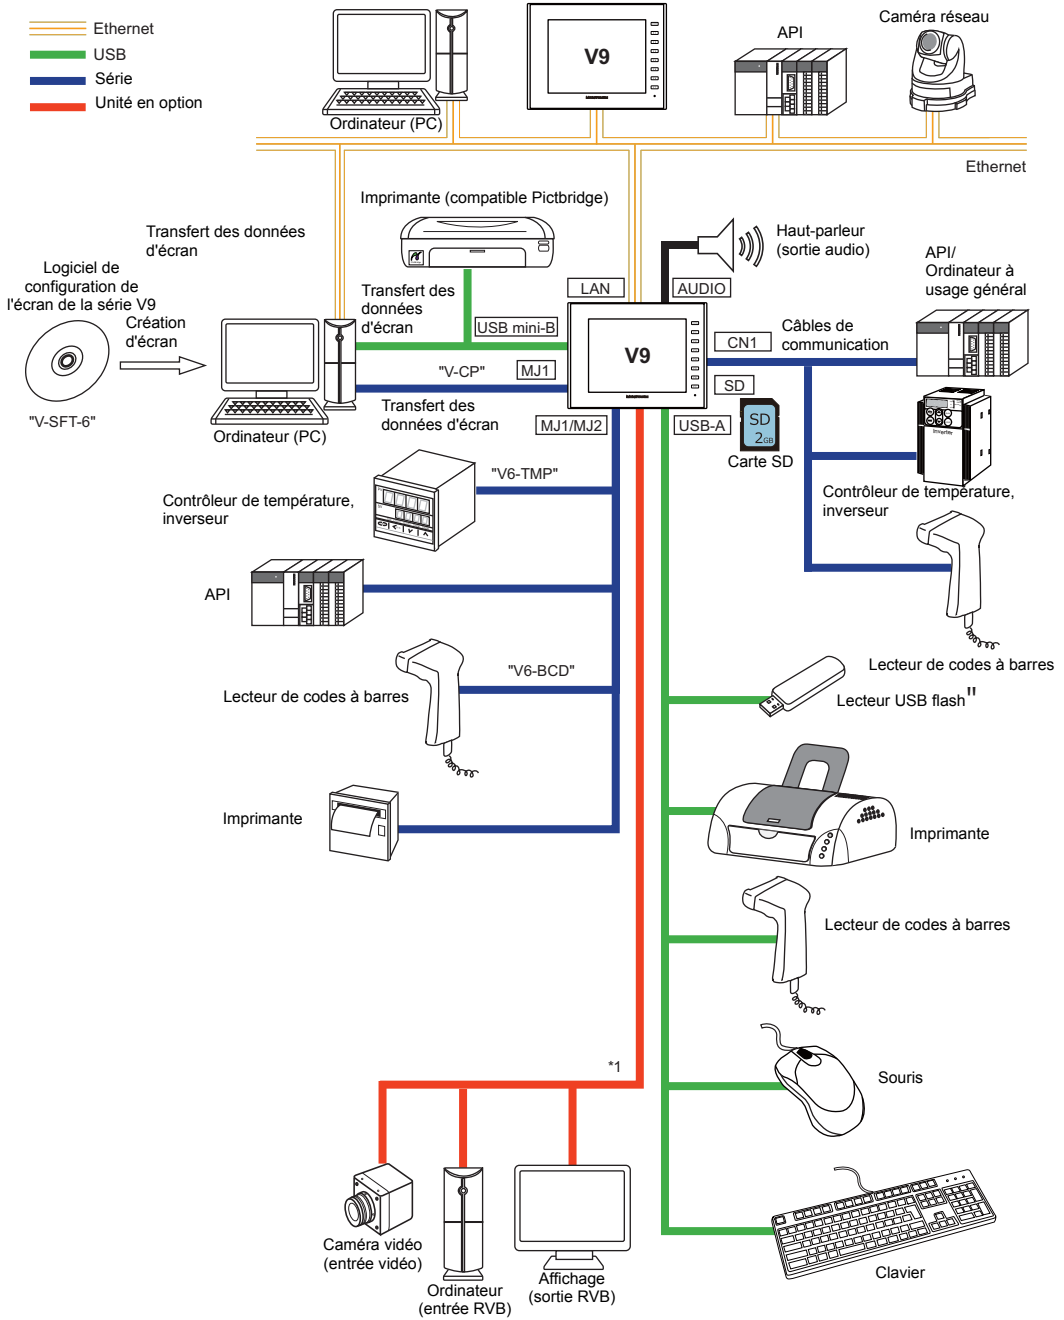 Ethernet
USB
Série
Unité en option
Ordinateur (PC)
V9
API
Caméra réseau
Ethernet
Imprimante (compatible Pictbridge)
Transfert des données
d'écran
Haut-parleur
(sortie audio)
Logiciel de
configuration de
l'écran de la série V9
Création
d'écran
"V-SFT-6"
Ordinateur (PC)
Transfert des
données
d'écran
USB mini-B
LAN
AUDIO
V9
"V-CP"
MJ1
Transfert des
données d'écran
MJ1/MJ2
CN1
Câbles de
communication
API/
Ordinateur à
usage général
SD
USB-A
SD
2GB
Carte SD
Inverter
Contrôleur de température,
inverseur
"V6-TMP"
Contrôleur de température,
inverseur
API
Lecteur de codes à barres
"V6-BCD"
Lecteur de codes à barres
Lecteur USB flash"
Imprimante
Imprimante
Lecteur de codes à barres
*1
Souris
Caméra vidéo
(entrée vidéo)
Ordinateur
(entrée RVB)
Affichage
(sortie RVB)
Clavier